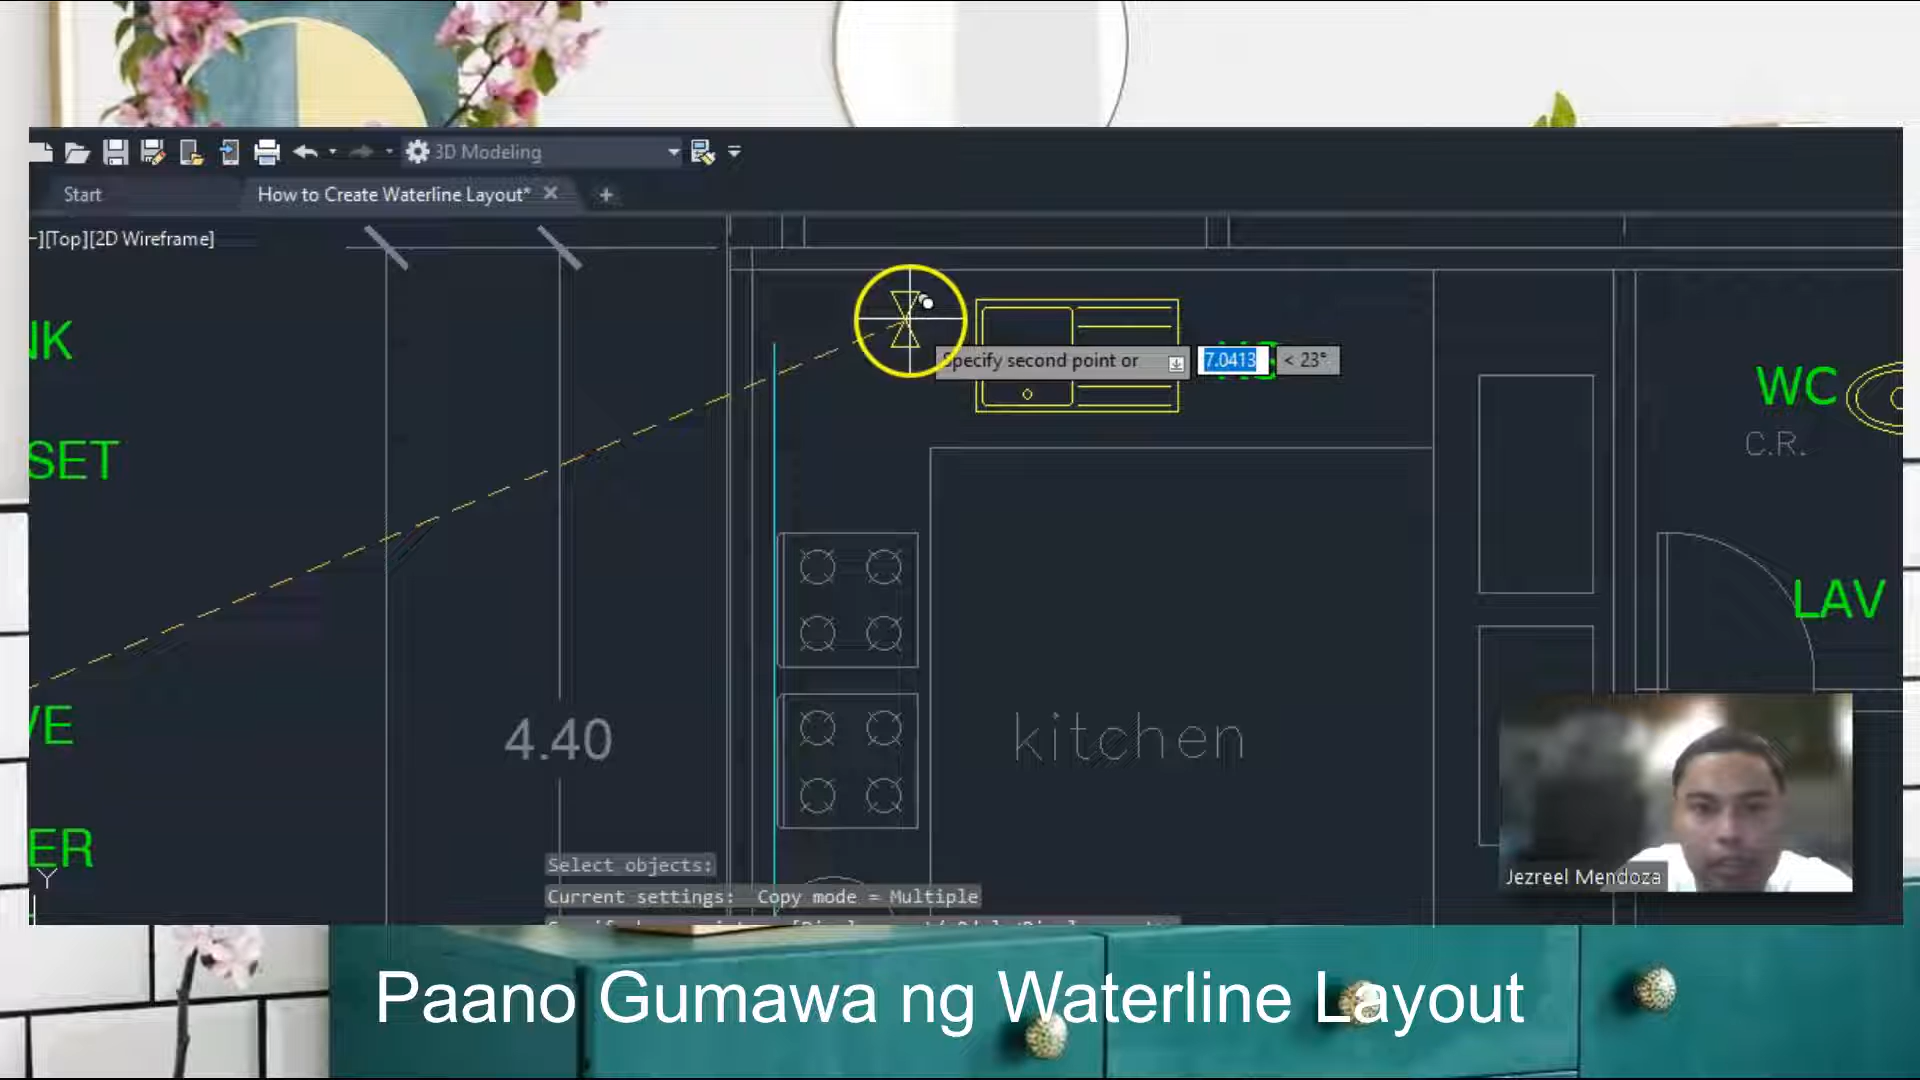 3D Modeling
Start
How to Create Waterline Layout*
-][Top][2D Wireframe]
NK
SET
VE
ER
Y
4.40
Specify second point or
7.0413
< 23°
WC
C.R.
LAV
kitchen
Select objects:
Current settings:  Copy mode = Multiple
Jezreel Mendoza
Paano Gumawa ng Waterline Layout